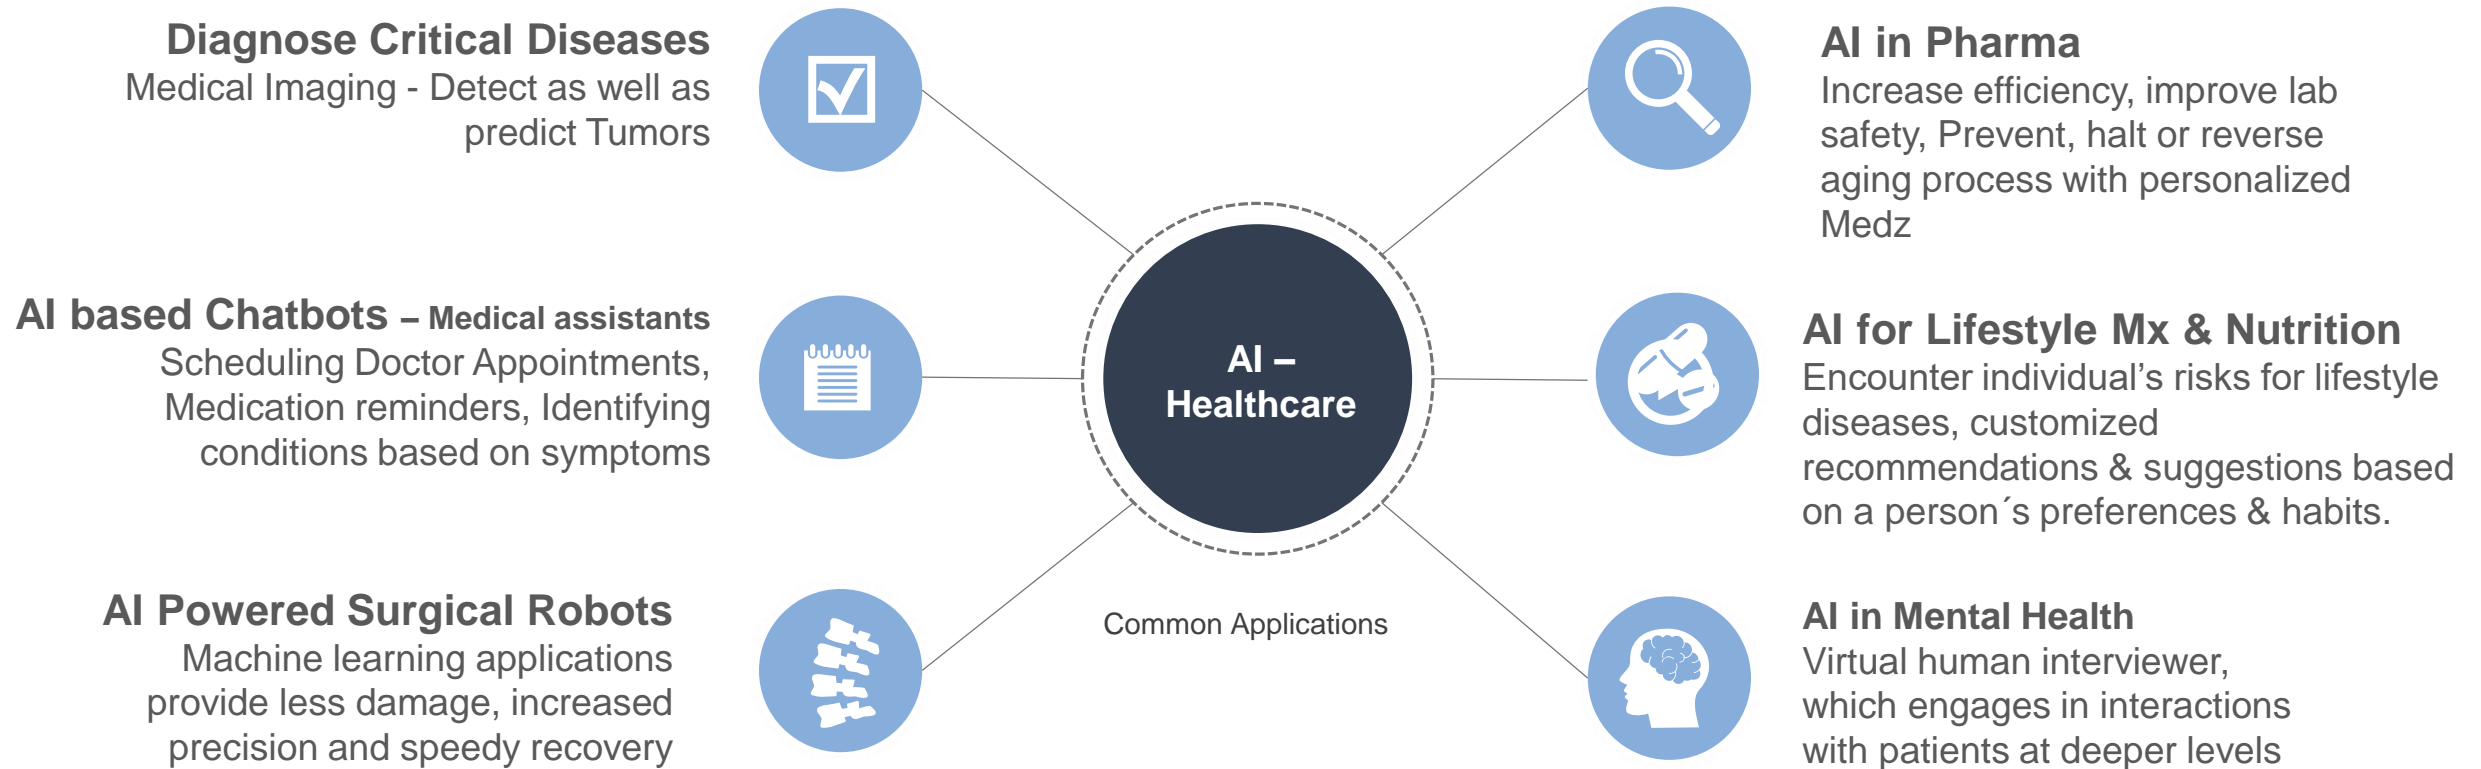 Diagnose Critical Diseases
Medical Imaging - Detect as well as
predict Tumors
AI based Chatbots – Medical assistants
Scheduling Doctor Appointments,
Medication reminders, Identifying
conditions based on symptoms
AI Powered Surgical Robots
Machine learning applications
provide less damage, increased
precision and speedy recovery
AI –
Healthcare
Common Applications
AI in Pharma
Increase efficiency, improve lab
safety, Prevent, halt or reverse
aging process with personalized
Medz
AI for Lifestyle Mx & Nutrition
Encounter individual’s risks for lifestyle
diseases, customized
recommendations & suggestions based
on a person´s preferences & habits.
AI in Mental Health
Virtual human interviewer,
which engages in interactions
with patients at deeper levels